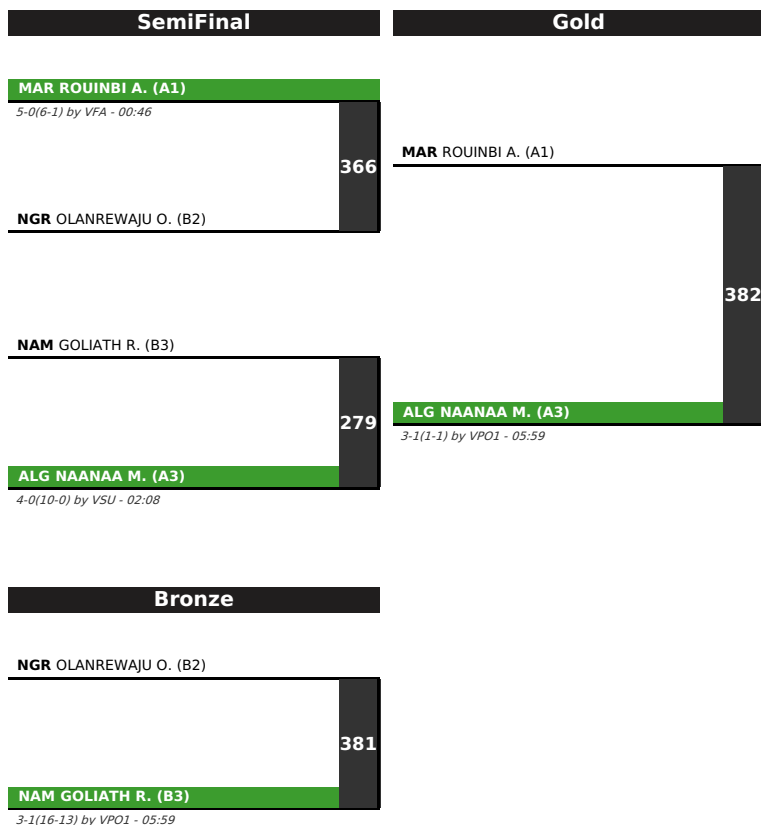 SemiFinal
MAR ROUINBI A. (A1)
5-0(6-1) by VFA - 00:46
366
NGR OLANREWAJU O. (B2)
NAM GOLIATH R. (B3)
279
ALG NAANAA M. (A3)
4-0(10-0) by VSU - 02:08
Gold
MAR ROUINBI A. (A1)
382
ALG NAANAA M. (A3)
3-1(1-1) by VPO1 - 05:59
Bronze
NGR OLANREWAJU O. (B2)
381
NAM GOLIATH R. (B3)
3-1(16-13) by VPO1 - 05:59